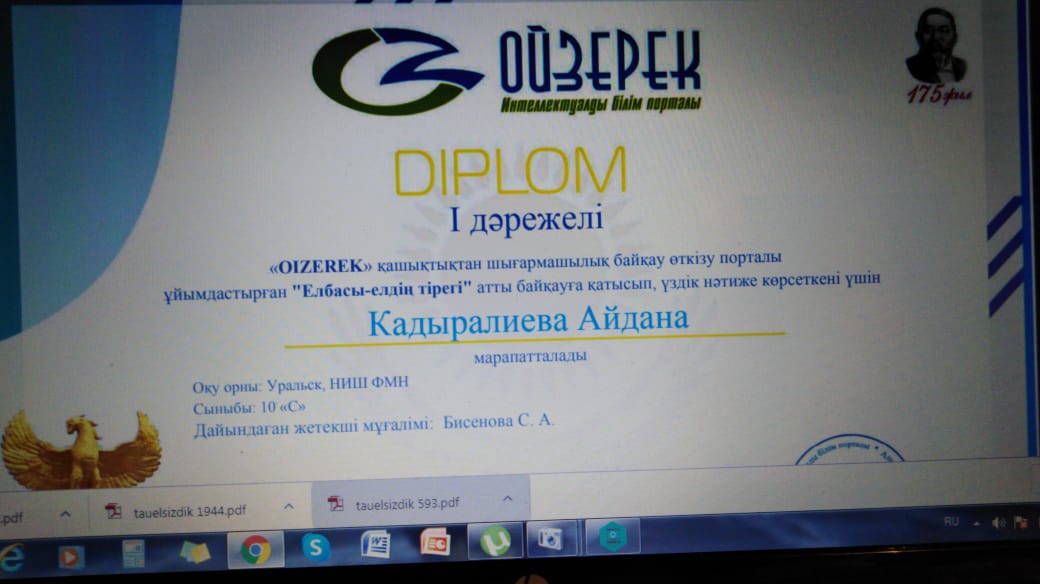 ОЙЗЕРЕК
Интеллектуалды білім порталы
175 жыл
DIPLOM
I дәрежелі
«OIZEREK» қашықтықтан шығармашылық байқау өткізу порталы
ұйымдастырған "Елбасы-елдің тірегі" атты байқауға қатысып, үздік нәтиже көрсеткені үшін
Кадыралиева Айдана
марапатталады
Оқу орны: Уральск, НИШ ФМН
Сыныбы: 10 «С»
Дайындаған жетекші мұғалімі: Бисенова С. А.
білім порталы
.pdf
tauelsizdik 1944.pdf
tauelsizdik 593.pdf
RU